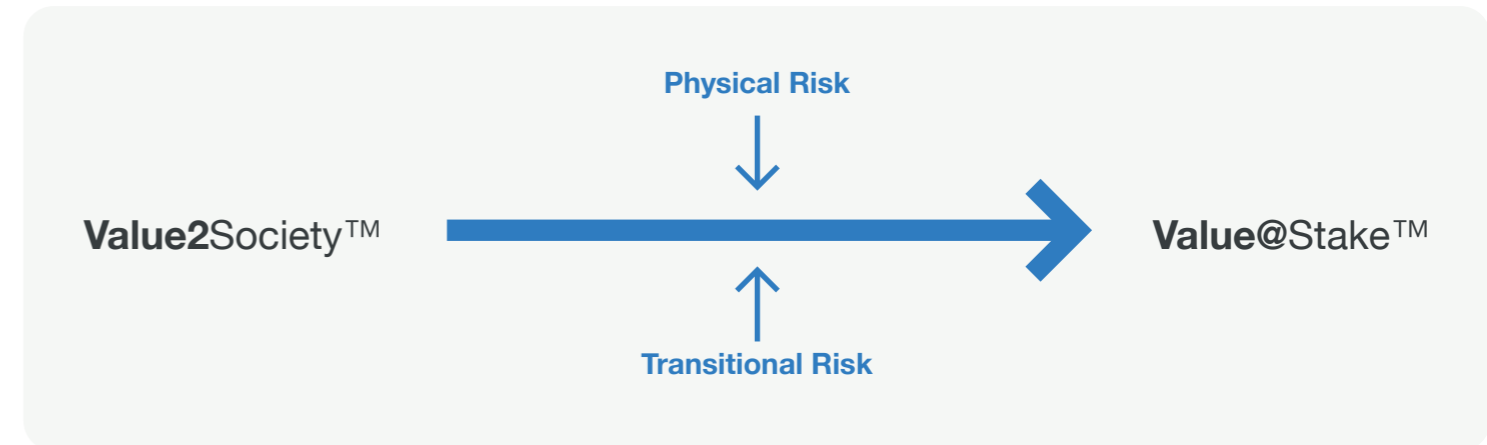 Physical Risk
Value2Society™
Value@Stake™
Transitional Risk